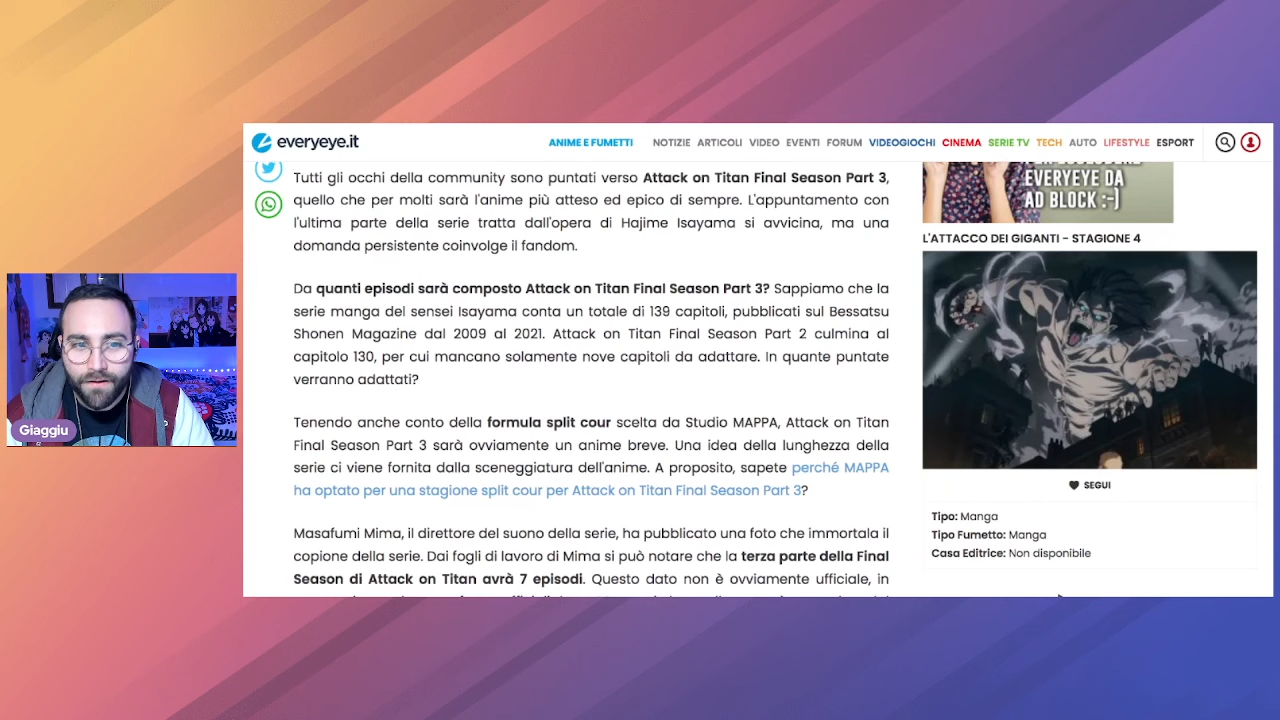 everyeye.it
ANIME E FUMETTI NOTIZIE ARTICOLI VIDEO EVENTI FORUM VIDEOGIOCHI CINEMA SERIE TV TECH AUTO LIFESTYLE ESPORT
Tutti gli occhi della community sono puntati verso Attack on Titan Final Season Part 3,
quello che per molti sarà l'anime più atteso ed epico di sempre. L'appuntamento con
l'ultima parte della serie tratta dall'opera di Hajime Isayama si avvicina, ma una
domanda persistente coinvolge il fandom.
Da quanti episodi sarà composto Attack on Titan Final Season Part 3? Sappiamo che la
serie manga del sensei Isayama conta un totale di 139 capitoli, pubblicati sul Bessatsu
Shonen Magazine dal 2009 al 2021. Attack on Titan Final Season Part 2 culmina al
capitolo 130, per cui mancano solamente nove capitoli da adattare. In quante puntate
verranno adattati?
Tenendo anche conto della formula split cour scelta da Studio MAPPA, Attack on Titan
Final Season Part 3 sarà ovviamente un anime breve. Una idea della lunghezza della
serie ci viene fornita dalla sceneggiatura dell'anime. A proposito, sapete perché MAPPA
ha optato per una stagione split cour per Attack on Titan Final Season Part 3?
Masafumi Mima, il direttore del suono della serie, ha pubblicato una foto che immortala il
copione della serie. Dai fogli di lavoro di Mima si può notare che la terza parte della Final
Season di Attack on Titan avrà 7 episodi. Questo dato non è ovviamente ufficiale, in
EVERYEYE DA
AD BLOCK :-)
L'ATTACCO DEI GIGANTI - STAGIONE 4
SEGUI
Tipo: Manga
Tipo Fumetto: Manga
Casa Editrice: Non disponibile
Giaggiu